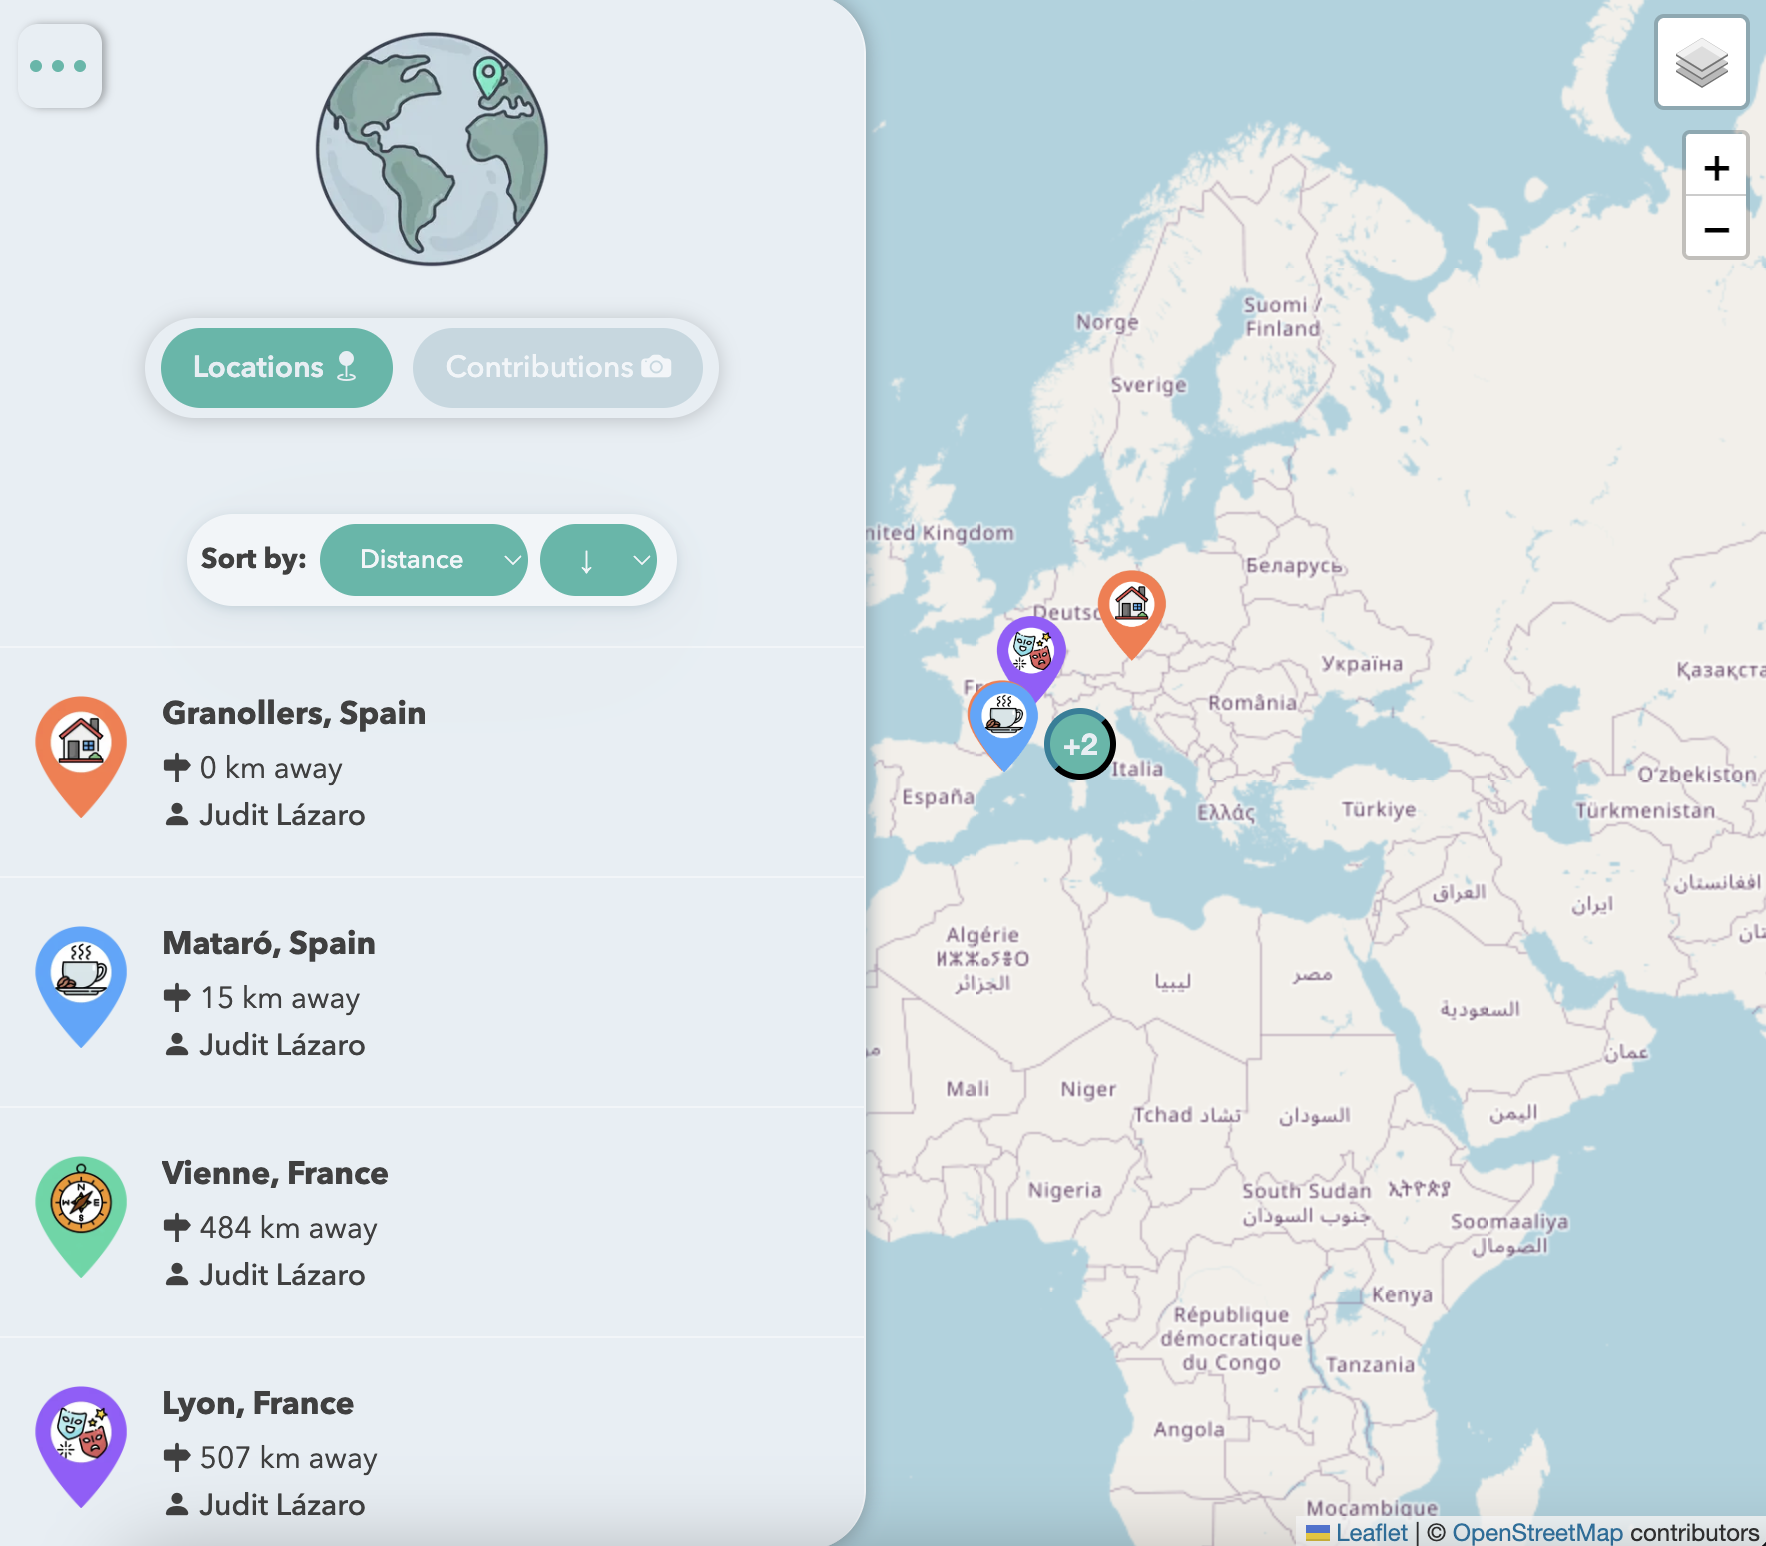 Locations
Contributions
Sort by:
Distance
↓
Granollers, Spain
0 km away
Judit Lázaro
Mataró, Spain
15 km away
Judit Lázaro
N
W E
S
Vienne, France
484 km away
Judit Lázaro
Lyon, France
507 km away
Judit Lázaro
+
−
Norge
Suomi /
Finland
Sverige
nited Kingdom
Беларусь
Deutsc
Україна
Қазақста
Fr
România
+2
Italia
España
Ελλάς
Türkiye
Oʻzbekiston
Türkmenistan
العراق
ایران
افغانستان
Algérie
ⵍⵣⵣⴰⵢⴻⵔ
الجزائر
ليبيا
مصر
السعودية
عمان
Mali
Niger
Tchad تشاد
السودان
اليمن
Nigeria
South Sudan
جنوب السودان
ኢትዮጵያ
Soomaaliya
الصومال
Kenya
République
démocratique
du Congo
Tanzania
Angola
Moçambique
Leaflet | © OpenStreetMap contributors